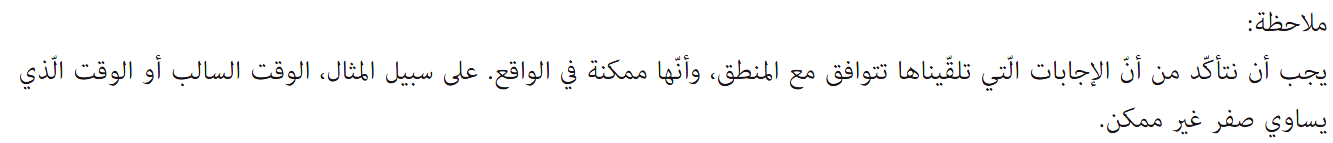 ملاحظة:
يجب أن نتأكّد من أنّ الإجابات الّتي تلقّيناها تتوافق مع المنطق، وأنّها ممكنة في الواقع. على سبيل المثال، الوقت السالب أو الوقت الّذي
يساوي صفر غير ممكن.